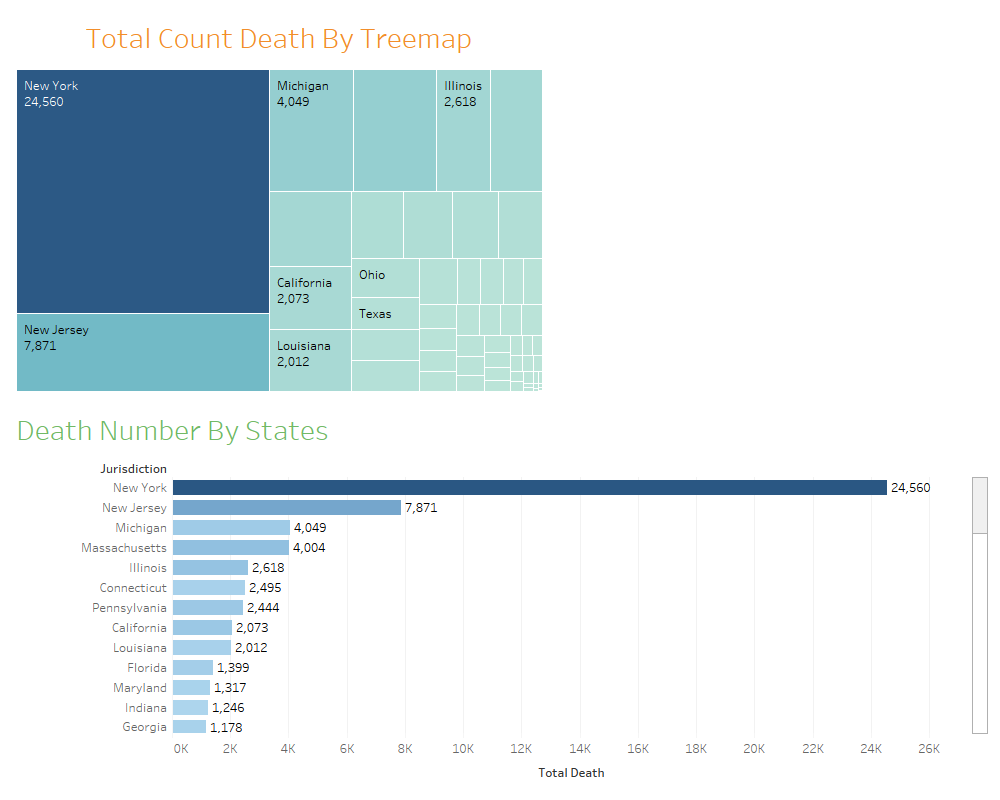 Total Count Death By Treemap
New York
24,560
Michigan
4,049
Illinois
2,618
California
2,073
Ohio
Texas
New Jersey
7,871
Louisiana
2,012
Death Number By States
Jurisdiction
New York 24,560
New Jersey 7,871
Michigan 4,049
Massachusetts 4,004
Illinois 2,618
Connecticut 2,495
Pennsylvania 2,444
California 2,073
Louisiana 2,012
Florida 1,399
Maryland 1,317
Indiana 1,246
Georgia 1,178
0K 2K 4K 6K 8K 10K 12K 14K 16K 18K 20K 22K 24K 26K
Total Death